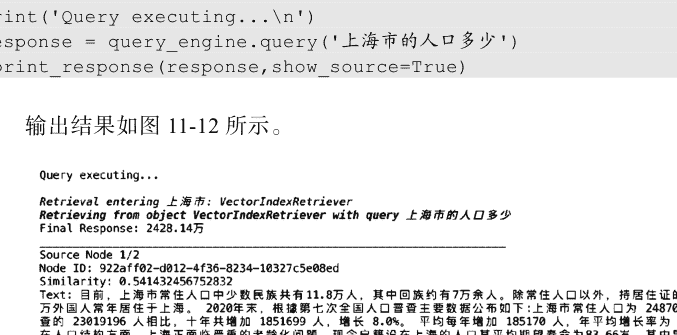 rint('Query executing...\n')
esponse = query_engine.query('上海市的人口多少')
print_response(response,show_source=True)
输出结果如图 11-12 所示。
Query executing...
Retrieval entering 上海市: VectorIndexRetriever
Retrieving from object VectorIndexRetriever with query 上海市的人口多少
Final Response: 2428.14万
Source Node 1/2
Node ID: 922aff02-d012-4f36-8234-10327c5e08ed
Similarity: 0.541432456752832
Text: 目前，上海市常住人口中少数民族共有11.8万人，其中回族约有7万余人。除常住人口以外，持居住证的
万外国人常年居住于上海。 2020年末，根据第七次全国人口普查主要数据公布如下:上海市常住人口为 24870
查的 23019196 人相比，十年共增加 1851699 人，增长 8.0%。 平均每年增加 185170 人，年平均增长率为